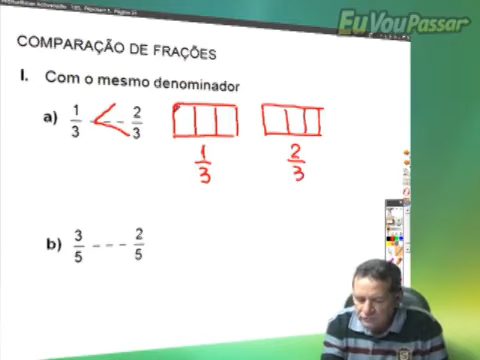 EuVouPassar
COMPARAÇÃO DE FRAÇÕES
I. Com o mesmo denominador
a) 1/3 < 2/3
1/3 2/3
b) 3/5 --- 2/5